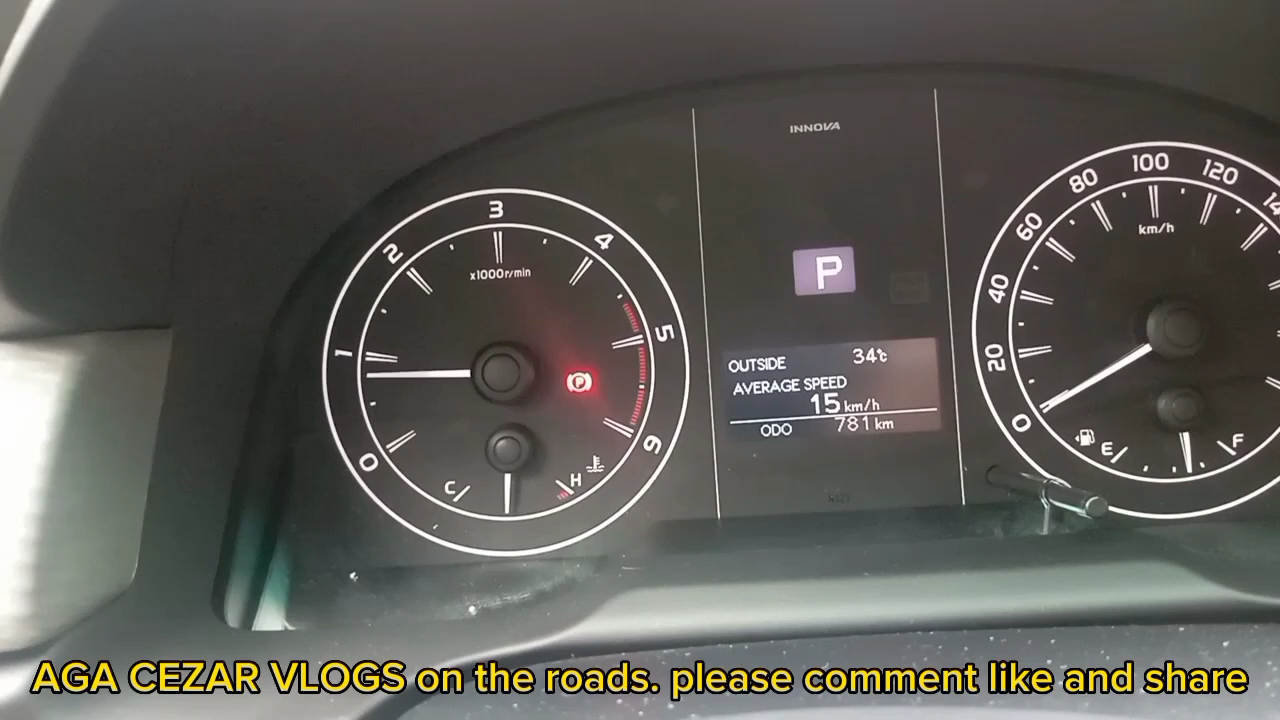 INNOVA
0 1 2 3 4 5 6
x1000r/min
P
C H
P
OUTSIDE 34°c
AVERAGE SPEED
15 km/h
ODO 781 km
0 20 40 60 80 100 120
km/h
E F
AGA CEZAR VLOGS on the roads. please comment like and share